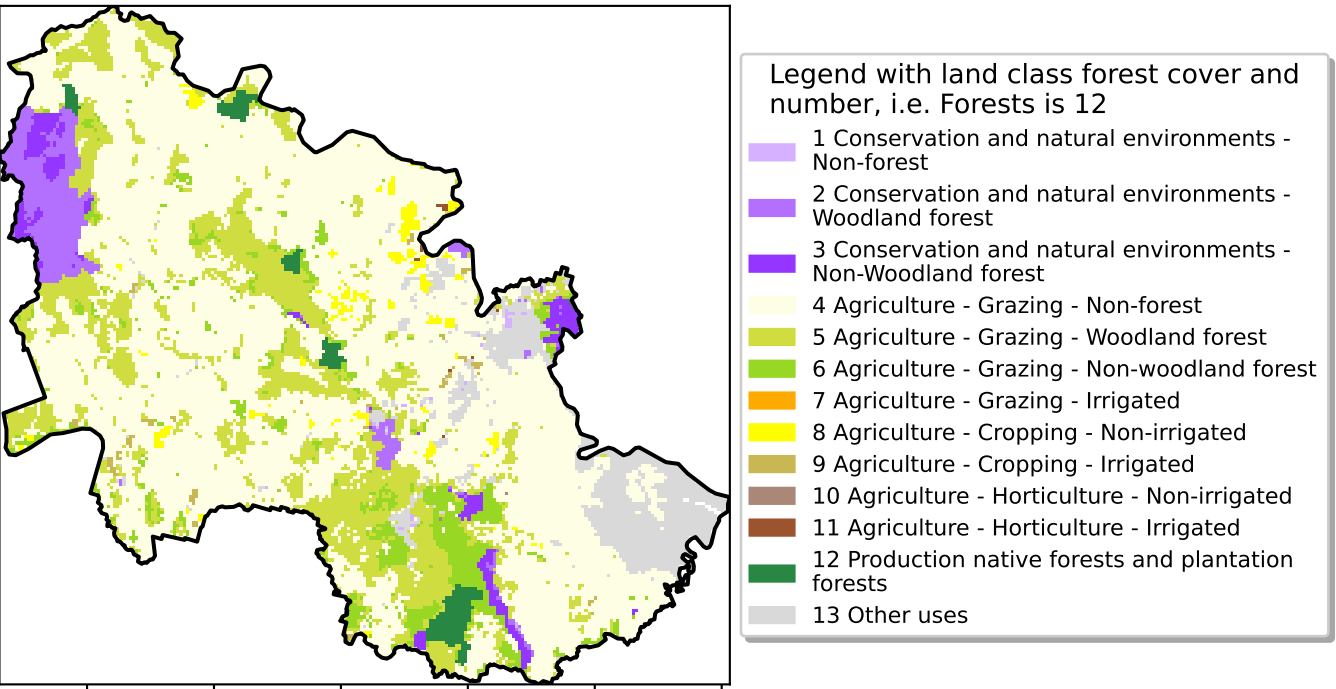 Legend with land class forest cover and
number, i.e. Forests is 12
1 Conservation and natural environments -
Non-forest
2 Conservation and natural environments -
Woodland forest
3 Conservation and natural environments -
Non-Woodland forest
4 Agriculture - Grazing - Non-forest
5 Agriculture - Grazing - Woodland forest
6 Agriculture - Grazing - Non-woodland forest
7 Agriculture - Grazing - Irrigated
8 Agriculture - Cropping - Non-irrigated
9 Agriculture - Cropping - Irrigated
10 Agriculture - Horticulture - Non-irrigated
11 Agriculture - Horticulture - Irrigated
12 Production native forests and plantation
forests
13 Other uses